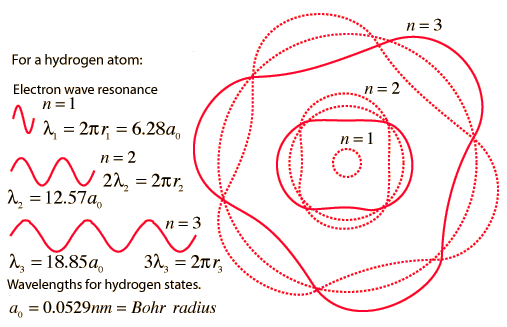 For a hydrogen atom:
Electron wave resonance
n = 1
λ₁ = 2πr₁ = 6.28a₀
n = 2
2λ₂ = 2πr₂
λ₂ = 12.57a₀
n = 3
λ₃ = 18.85a₀ 3λ₃ = 2πr₃
Wavelengths for hydrogen states.
a₀ = 0.0529nm = Bohr radius
n = 3
n = 2
n = 1